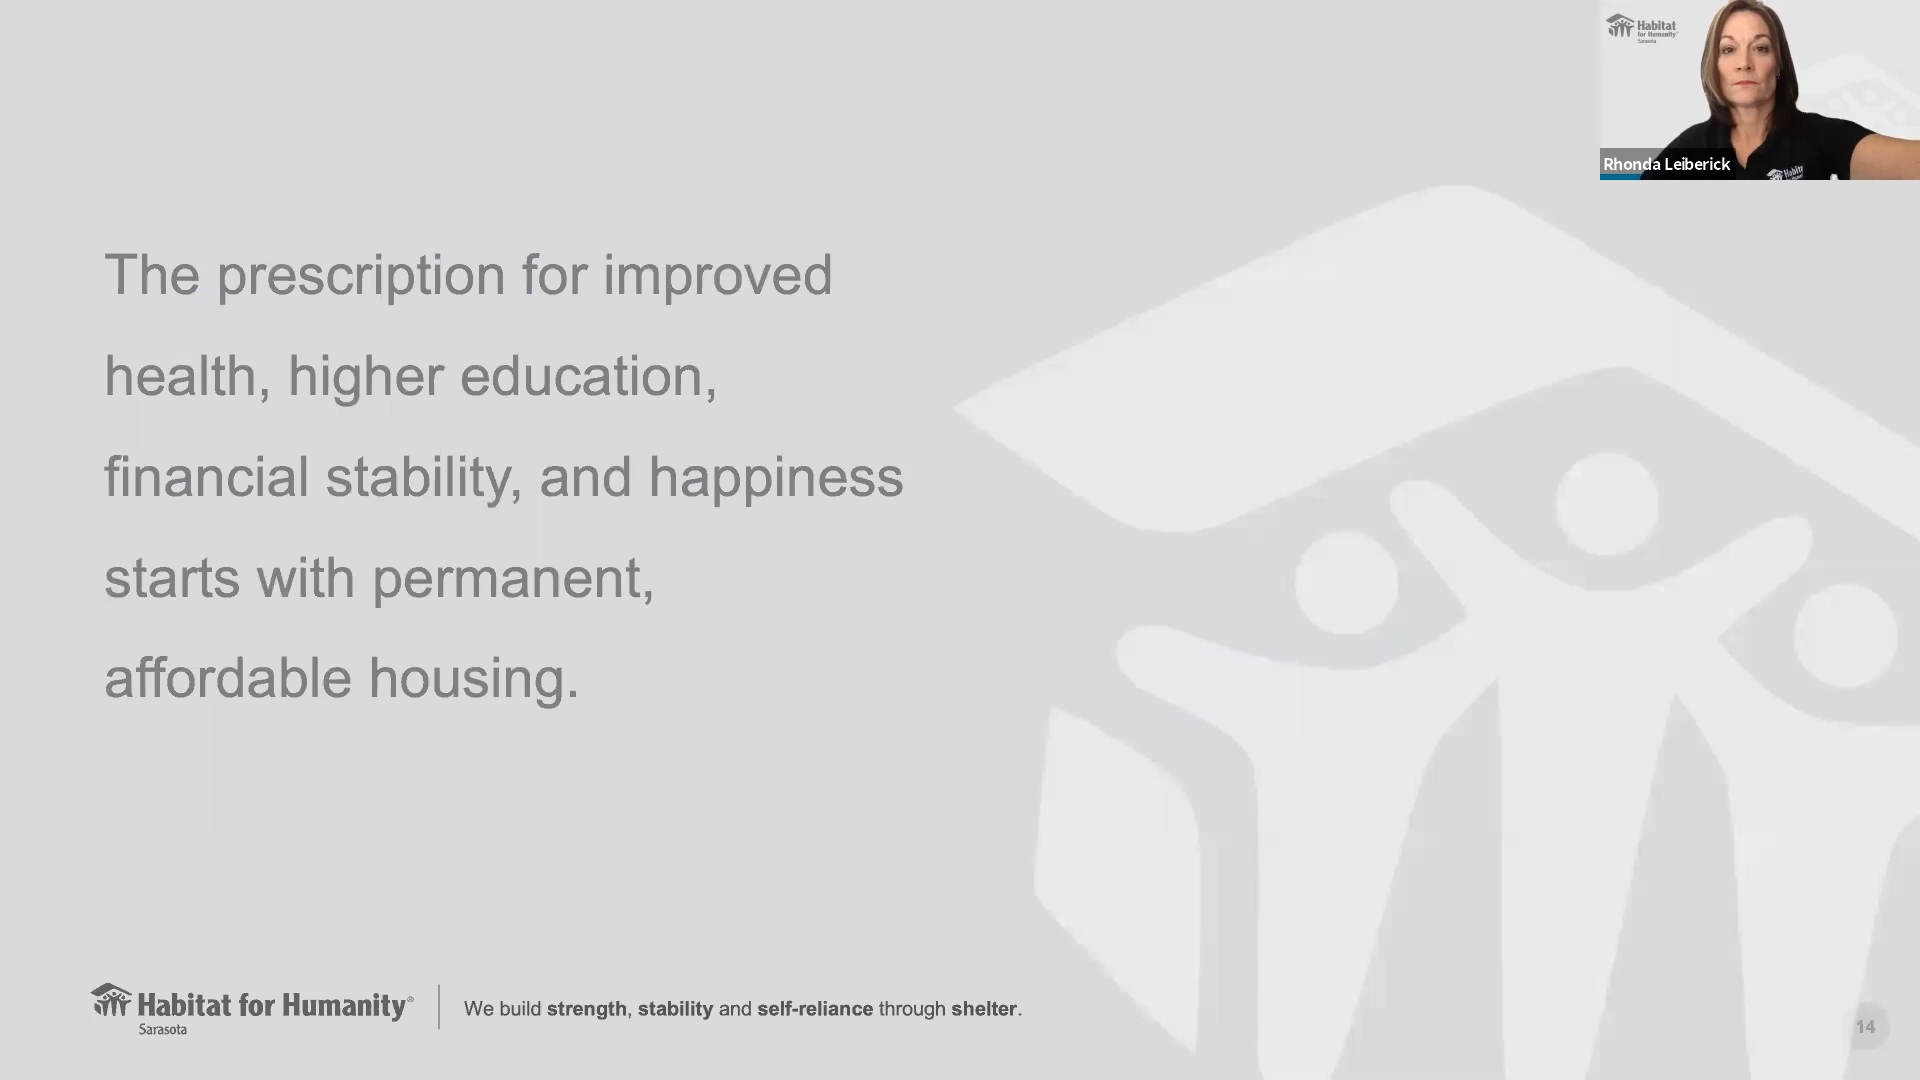 Habitat
for Humanity
Sarasota
Rhonda Leiberick
The prescription for improved
health, higher education,
financial stability, and happiness
starts with permanent,
affordable housing.
Habitat for Humanity®
Sarasota
We build strength, stability and self-reliance through shelter.
14